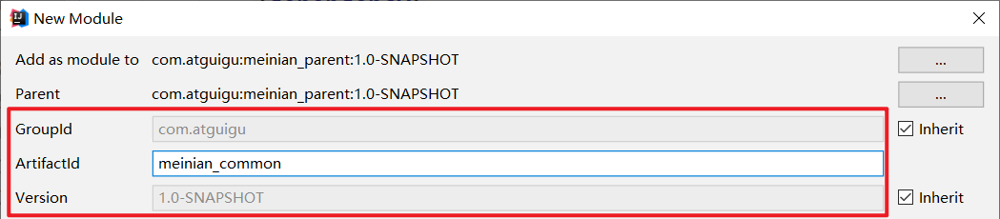 New Module
Add as module to com.atguigu:meinian_parent:1.0-SNAPSHOT ...
Parent com.atguigu:meinian_parent:1.0-SNAPSHOT ...
GroupId com.atguigu Inherit
ArtifactId meinian_common
Version 1.0-SNAPSHOT Inherit